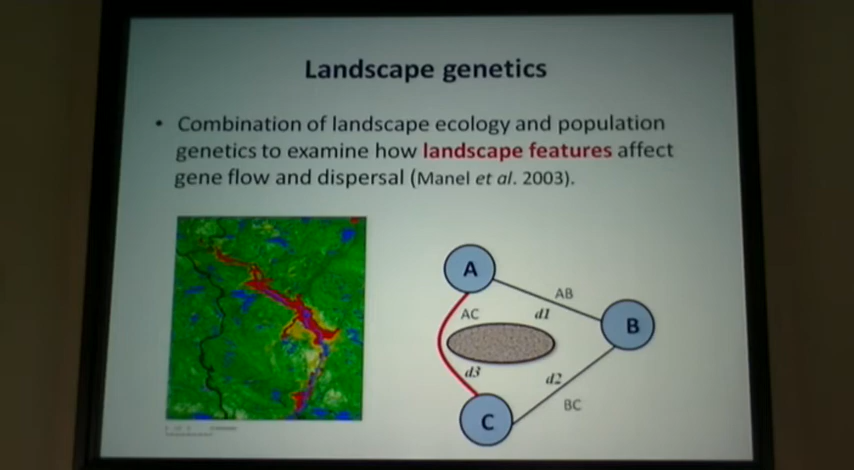 Landscape genetics
• Combination of landscape ecology and population
genetics to examine how landscape features affect
gene flow and dispersal (Manel et al. 2003).
A
AB
AC
d1
B
d3
d2
BC
C